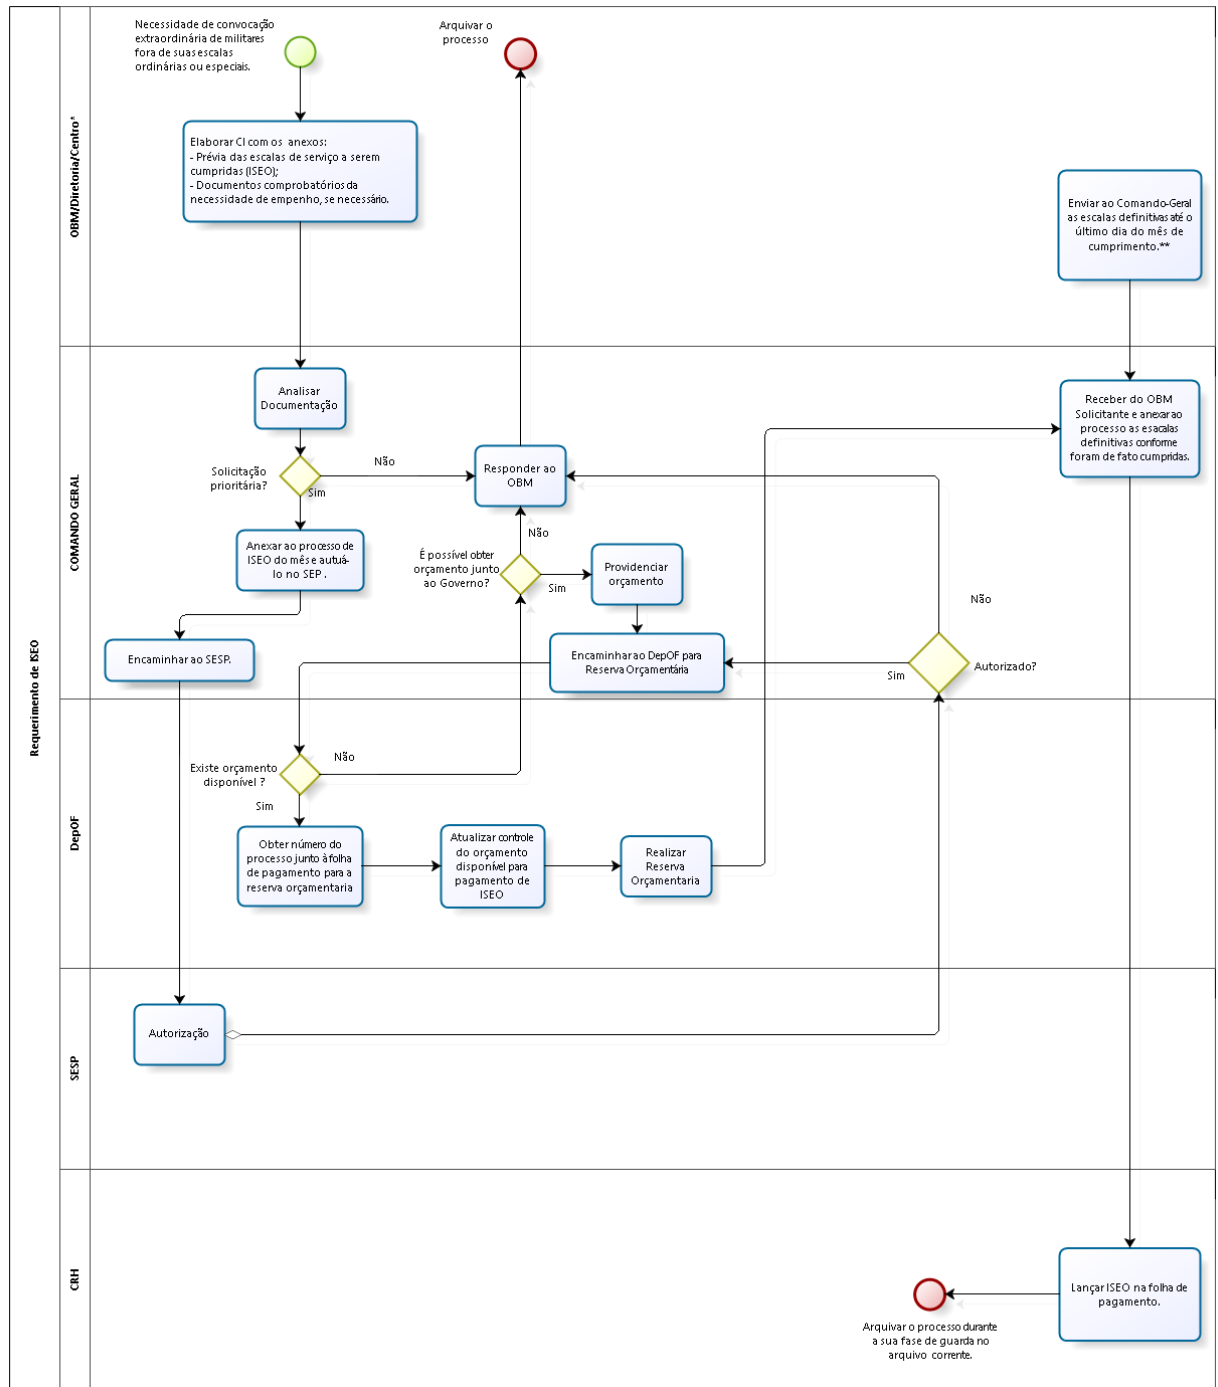 Requerimento de ISEO
OBM/Diretoria/Centro*
Necessidade de convocação
extraordinária de militares
fora de suas escalas
ordinárias ou especiais.
Arquivar o
processo
Elaborar CI com os anexos:
- Prévia das escalas de serviço a serem
cumpridas (ISEO);
- Documentos comprobatórios da
necessidade de empenho, se necessário.
Enviar ao Comando-Geral
as escalas definitivas até o
último dia do mês de
cumprimento.**
COMANDO GERAL
Analisar
Documentação
Solicitação
prioritária?
Não
Sim
Responder ao
OBM
Receber do OBM
Solicitante e anexar ao
processo as esacalas
definitivas conforme
foram de fato cumpridas.
Anexar ao processo de
ISEO do mês e autuá-
lo no SEP .
Não
É possível obter
orçamento junto
ao Governo?
Sim
Providenciar
orçamento
Não
Encaminhar ao SESP.
Encaminhar ao DepOF para
Reserva Orçamentária
Sim
Autorizado?
DepOF
Existe orçamento
disponível ?
Não
Sim
Obter número do
processo junto à folha
de pagamento para a
reserva orçamentaria
Atualizar controle
do orçamento
disponível para
pagamento de
ISEO
Realizar
Reserva
Orçamentaria
SESP
Autorização
CRH
Lançar ISEO na folha de
pagamento.
Arquivar o processo durante
a sua fase de guarda no
arquivo corrente.